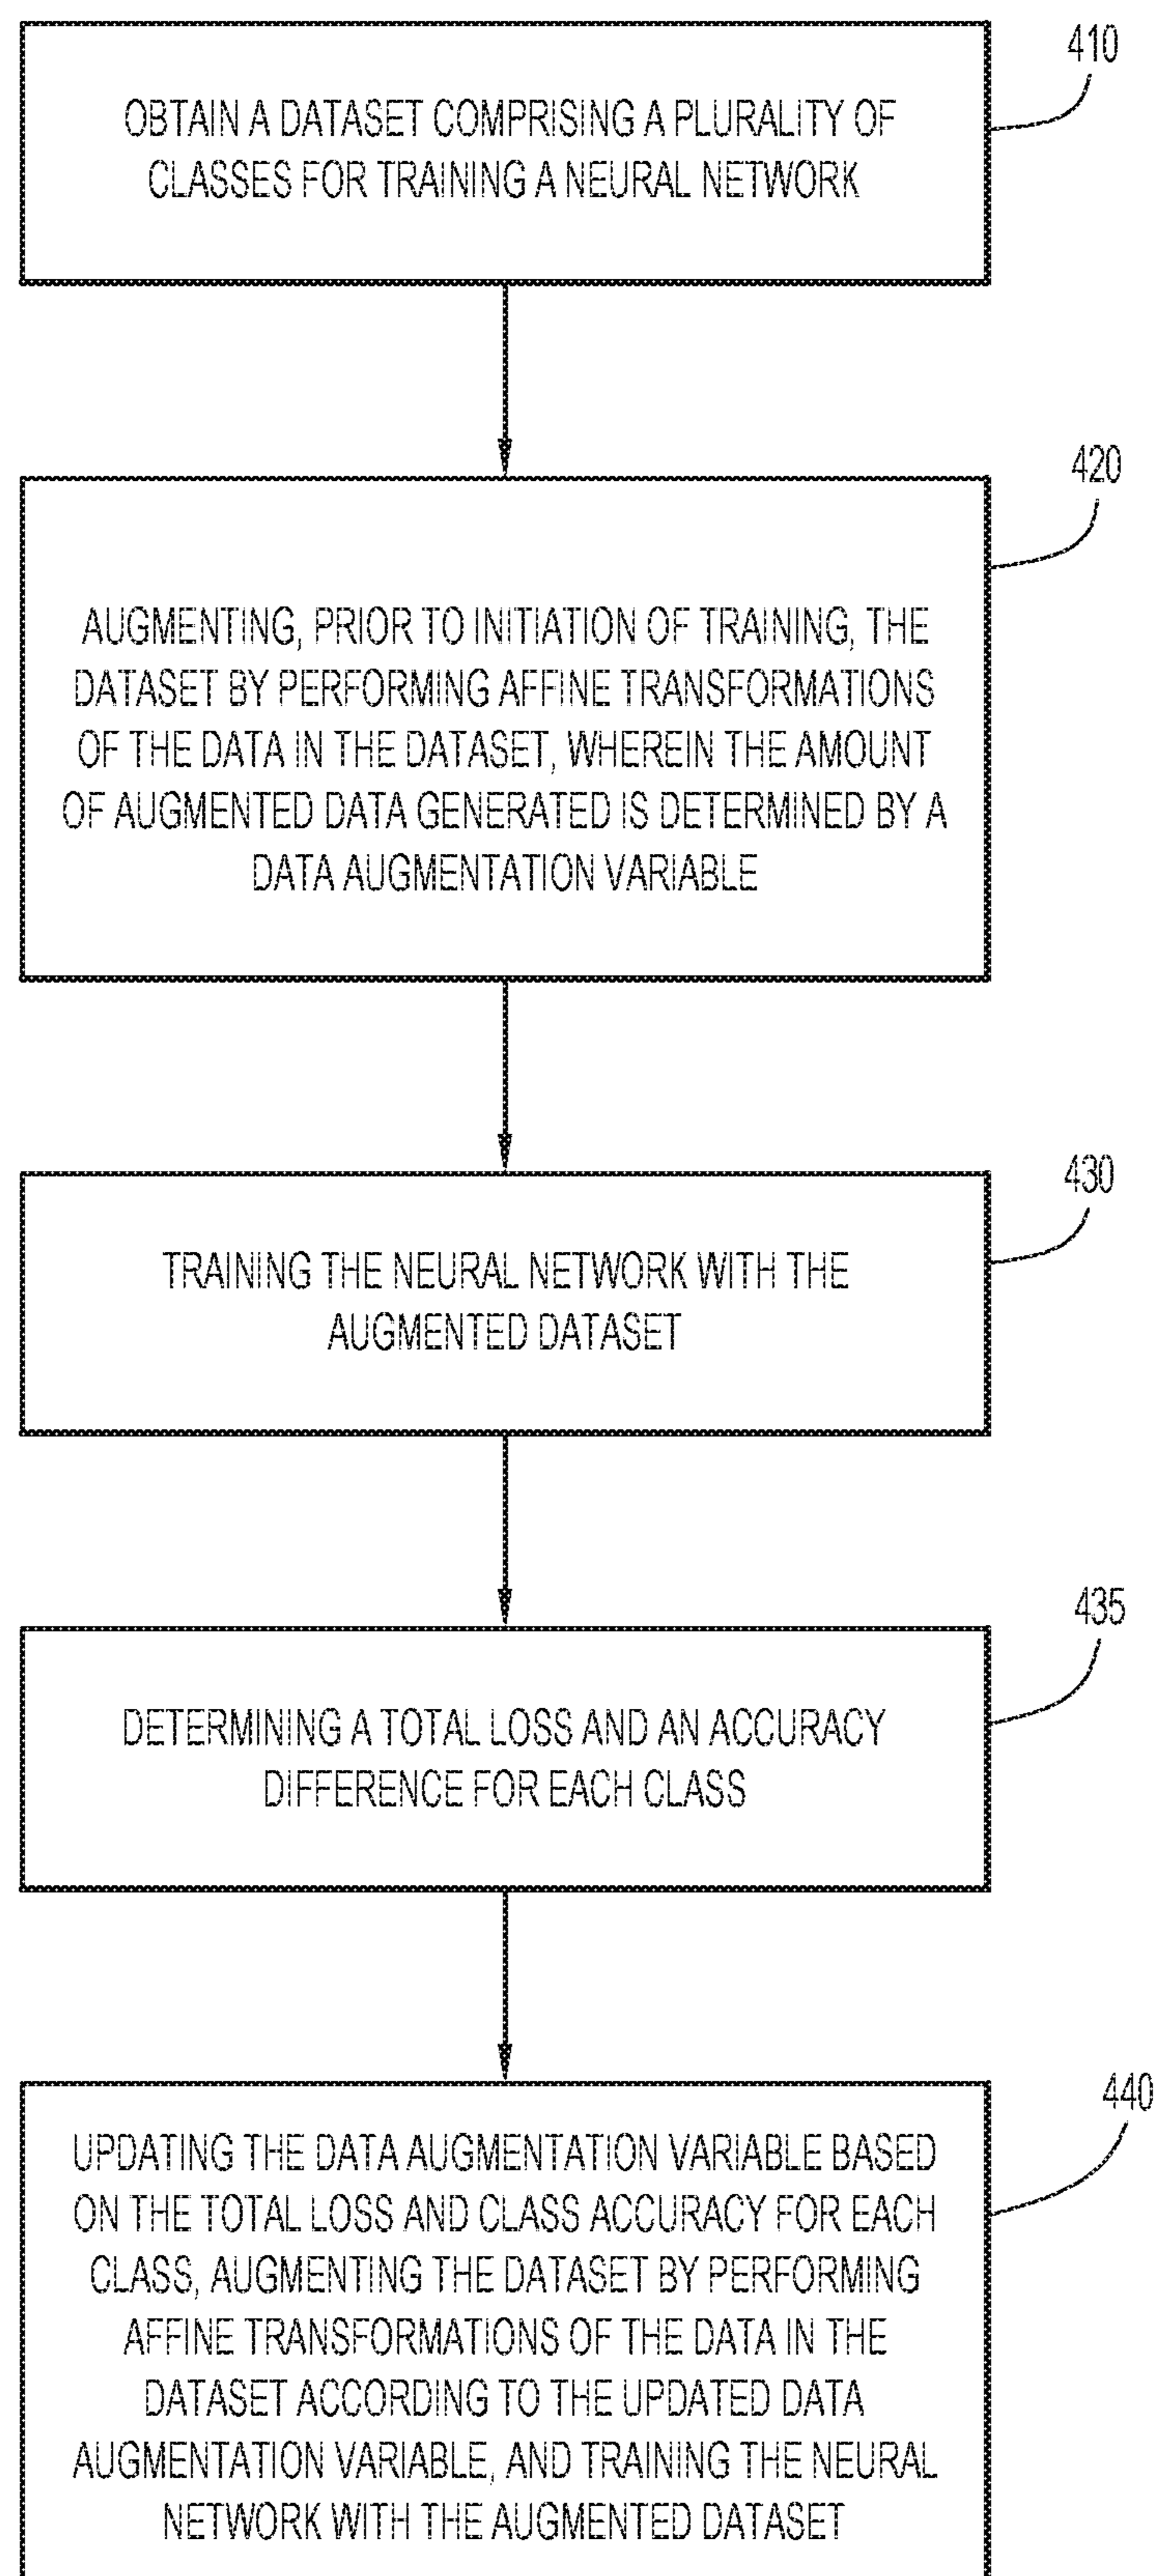 410
OBTAIN A DATASET COMPRISING A PLURALITY OF
CLASSES FOR TRAINING A NEURAL NETWORK
420
AUGMENTING, PRIOR TO INITIATION OF TRAINING, THE
DATASET BY PERFORMING AFFINE TRANSFORMATIONS
OF THE DATA IN THE DATASET, WHEREIN THE AMOUNT
OF AUGMENTED DATA GENERATED IS DETERMINED BY A
DATA AUGMENTATION VARIABLE
430
TRAINING THE NEURAL NETWORK WITH THE
AUGMENTED DATASET
435
DETERMINING A TOTAL LOSS AND AN ACCURACY
DIFFERENCE FOR EACH CLASS
440
UPDATING THE DATA AUGMENTATION VARIABLE BASED
ON THE TOTAL LOSS AND CLASS ACCURACY FOR EACH
CLASS, AUGMENTING THE DATASET BY PERFORMING
AFFINE TRANSFORMATIONS OF THE DATA IN THE
DATASET ACCORDING TO THE UPDATED DATA
AUGMENTATION VARIABLE, AND TRAINING THE NEURAL
NETWORK WITH THE AUGMENTED DATASET